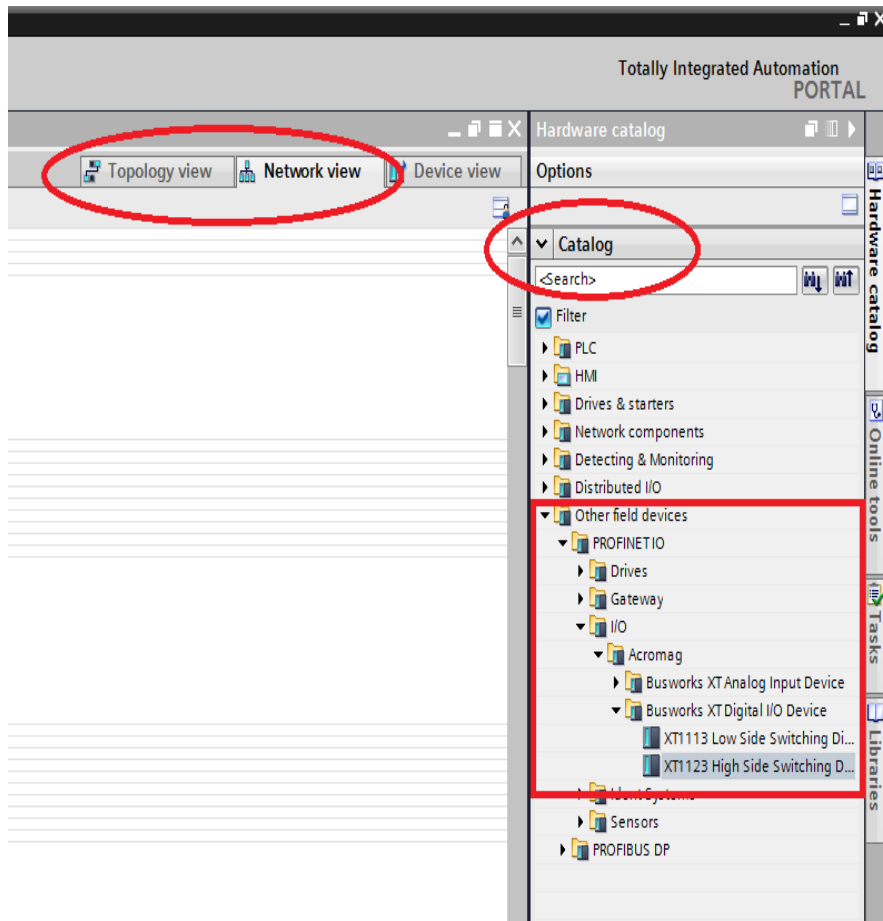 Totally Integrated Automation
PORTAL
Hardware catalog
Topology view
Network view
Device view
Options
Catalog
<Search>
Filter
PLC
HMI
Drives & starters
Network components
Detecting & Monitoring
Distributed I/O
Other field devices
PROFINET IO
Drives
Gateway
I/O
Acromag
Busworks XT Analog Input Device
Busworks XT Digital I/O Device
XT1113 Low Side Switching Di...
XT1123 High Side Switching D...
Ident Systems
Sensors
PROFIBUS DP
Hardware catalog
Online tools
Tasks
Libraries